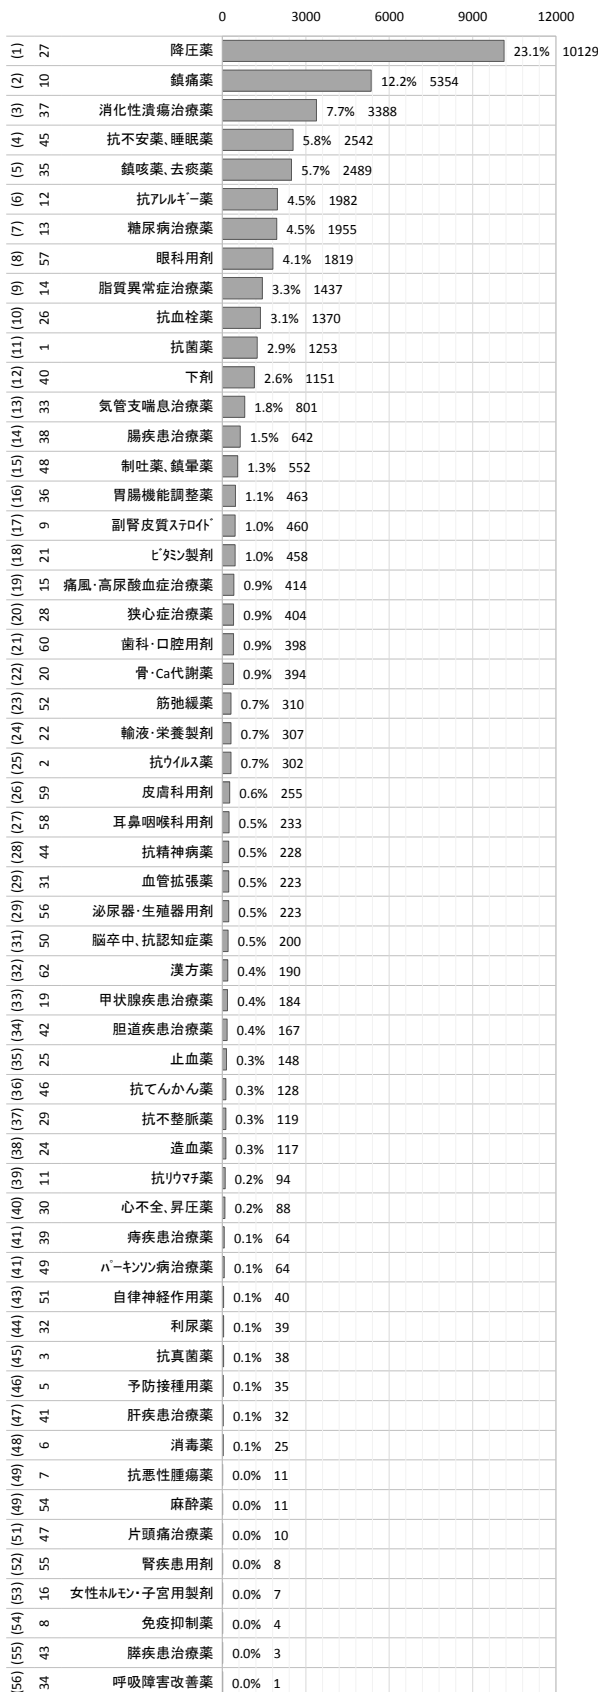 0 3000 6000 9000 12000
(1) 27 降圧薬 23.1% 10129
(2) 10 鎮痛薬 12.2% 5354
(3) 37 消化性潰瘍治療薬 7.7% 3388
(4) 45 抗不安薬、睡眠薬 5.8% 2542
(5) 35 鎮咳薬、去痰薬 5.7% 2489
(6) 12 抗ｱﾚﾙｷﾞｰ薬 4.5% 1982
(7) 13 糖尿病治療薬 4.5% 1955
(8) 57 眼科用剤 4.1% 1819
(9) 14 脂質異常症治療薬 3.3% 1437
(10) 26 抗血栓薬 3.1% 1370
(11) 1 抗菌薬 2.9% 1253
(12) 40 下剤 2.6% 1151
(13) 33 気管支喘息治療薬 1.8% 801
(14) 38 腸疾患治療薬 1.5% 642
(15) 48 制吐薬、鎮暈薬 1.3% 552
(16) 36 胃腸機能調整薬 1.1% 463
(17) 9 副腎皮質ｽﾃﾛｲﾄﾞ 1.0% 460
(18) 21 ﾋﾞﾀﾐﾝ製剤 1.0% 458
(19) 15 痛風･高尿酸血症治療薬 0.9% 414
(20) 28 狭心症治療薬 0.9% 404
(21) 60 歯科･口腔用剤 0.9% 398
(22) 20 骨･Ca代謝薬 0.9% 394
(23) 52 筋弛緩薬 0.7% 310
(24) 22 輸液･栄養製剤 0.7% 307
(25) 2 抗ｳｲﾙｽ薬 0.7% 302
(26) 59 皮膚科用剤 0.6% 255
(27) 58 耳鼻咽喉科用剤 0.5% 233
(28) 44 抗精神病薬 0.5% 228
(29) 31 血管拡張薬 0.5% 223
(29) 56 泌尿器･生殖器用剤 0.5% 223
(31) 50 脳卒中、抗認知症薬 0.5% 200
(32) 62 漢方薬 0.4% 190
(33) 19 甲状腺疾患治療薬 0.4% 184
(34) 42 胆道疾患治療薬 0.4% 167
(35) 25 止血薬 0.3% 148
(36) 46 抗てんかん薬 0.3% 128
(37) 29 抗不整脈薬 0.3% 119
(38) 24 造血薬 0.3% 117
(39) 11 抗ﾘｳﾏﾁ薬 0.2% 94
(40) 30 心不全、昇圧薬 0.2% 88
(41) 39 痔疾患治療薬 0.1% 64
(41) 49 ﾊﾟｰｷﾝｿﾝ病治療薬 0.1% 64
(43) 51 自律神経作用薬 0.1% 40
(44) 32 利尿薬 0.1% 39
(45) 3 抗真菌薬 0.1% 38
(46) 5 予防接種用薬 0.1% 35
(47) 41 肝疾患治療薬 0.1% 32
(48) 6 消毒薬 0.1% 25
(49) 7 抗悪性腫瘍薬 0.0% 11
(49) 54 麻酔薬 0.0% 11
(51) 47 片頭痛治療薬 0.0% 10
(52) 55 腎疾患用剤 0.0% 8
(53) 16 女性ﾎﾙﾓﾝ・子宮用製剤 0.0% 7
(54) 8 免疫抑制薬 0.0% 4
(55) 43 膵疾患治療薬 0.0% 3
(56) 34 呼吸障害改善薬 0.0% 1